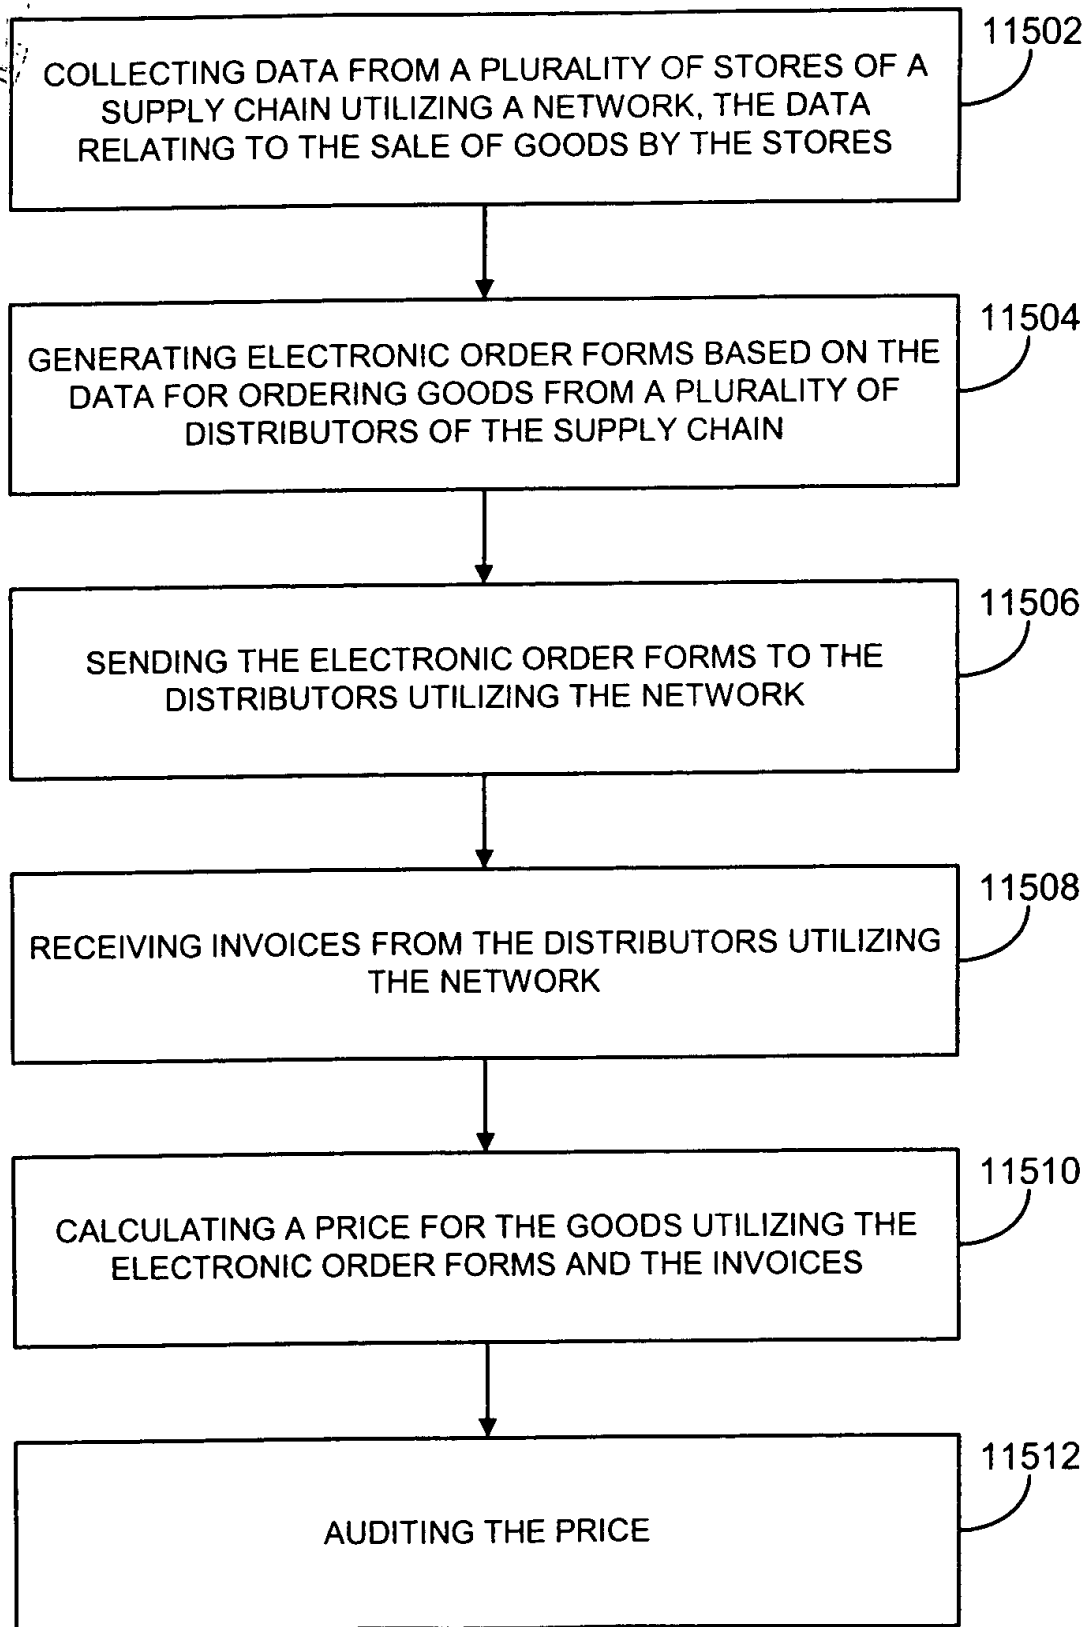 11502
COLLECTING DATA FROM A PLURALITY OF STORES OF A
SUPPLY CHAIN UTILIZING A NETWORK, THE DATA
RELATING TO THE SALE OF GOODS BY THE STORES
11504
GENERATING ELECTRONIC ORDER FORMS BASED ON THE
DATA FOR ORDERING GOODS FROM A PLURALITY OF
DISTRIBUTORS OF THE SUPPLY CHAIN
11506
SENDING THE ELECTRONIC ORDER FORMS TO THE
DISTRIBUTORS UTILIZING THE NETWORK
11508
RECEIVING INVOICES FROM THE DISTRIBUTORS UTILIZING
THE NETWORK
11510
CALCULATING A PRICE FOR THE GOODS UTILIZING THE
ELECTRONIC ORDER FORMS AND THE INVOICES
11512
AUDITING THE PRICE